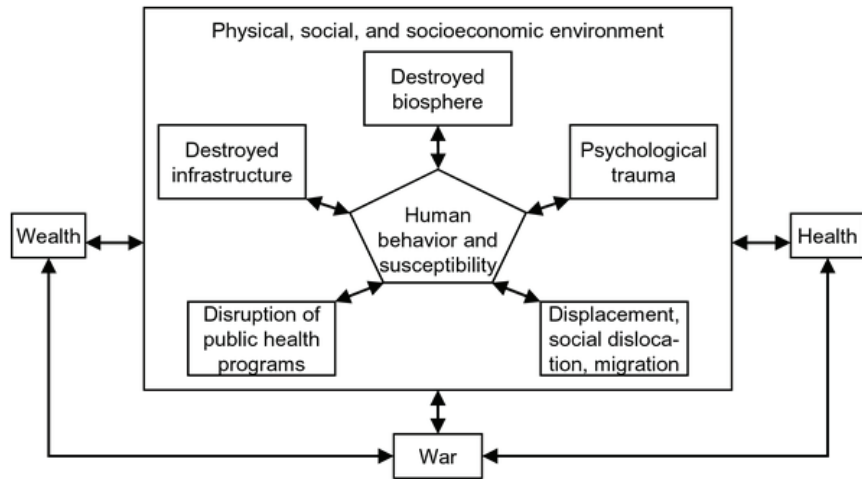 Physical, social, and socioeconomic environment
Destroyed
biosphere
Destroyed
infrastructure
Psychological
trauma
Wealth
Human
behavior and
susceptibility
Health
Disruption of
public health
programs
Displacement,
social disloca-
tion, migration
War